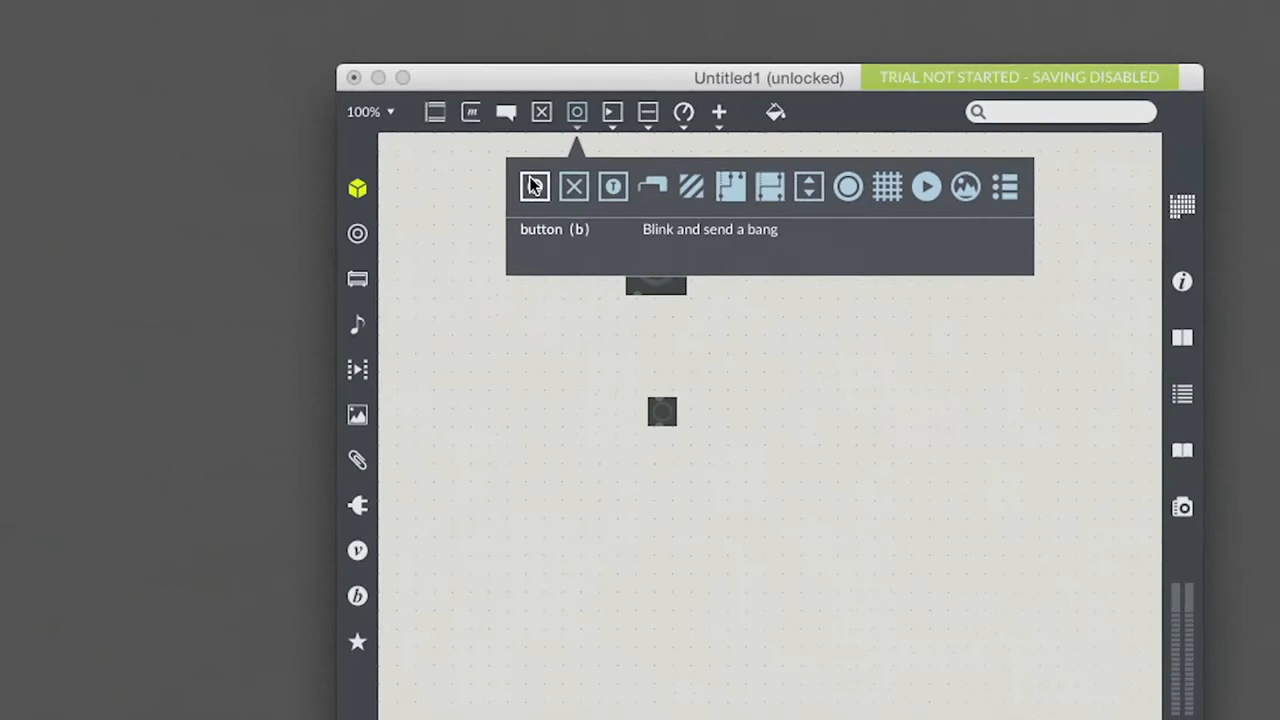 Untitled1 (unlocked)
TRIAL NOT STARTED - SAVING DISABLED
100%
button (b) Blink and send a bang